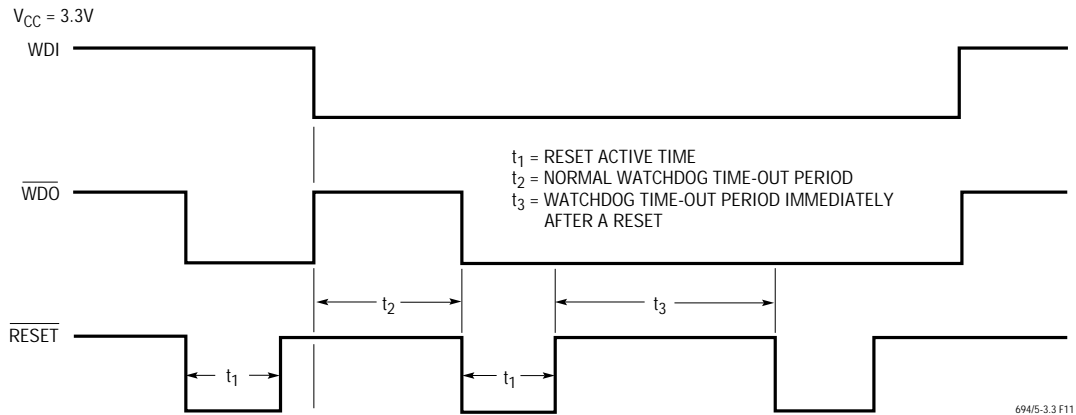 V_CC = 3.3V
WDI
t_1 = RESET ACTIVE TIME
t_2 = NORMAL WATCHDOG TIME-OUT PERIOD
t_3 = WATCHDOG TIME-OUT PERIOD IMMEDIATELY
AFTER A RESET
WDO
t_2
t_3
RESET
t_1
t_1
694/5-3.3 F11